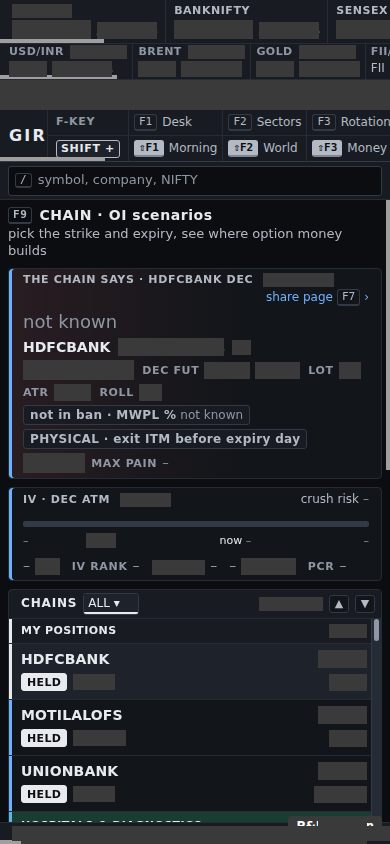 BANKNIFTY SENSEX
USD/INR BRENT GOLD FII/
FII
GIR F-KEY F1 Desk F2 Sectors F3 Rotation
SHIFT + ⇧F1 Morning ⇧F2 World ⇧F3 Money
/ symbol, company, NIFTY
F9 CHAIN · OI scenarios
pick the strike and expiry, see where option money
builds
THE CHAIN SAYS · HDFCBANK DEC
share page F7 ›
not known
HDFCBANK
DEC FUT LOT
ATR ROLL
not in ban · MWPL % not known
PHYSICAL · exit ITM before expiry day
MAX PAIN –
IV · DEC ATM crush risk –
– now – –
– IV RANK – – – PCR –
CHAINS ALL ▾ ▲ ▼
MY POSITIONS
HDFCBANK
HELD
MOTILALOFS
HELD
UNIONBANK
HELD
HOSPITALS & DIAGNOSTICS